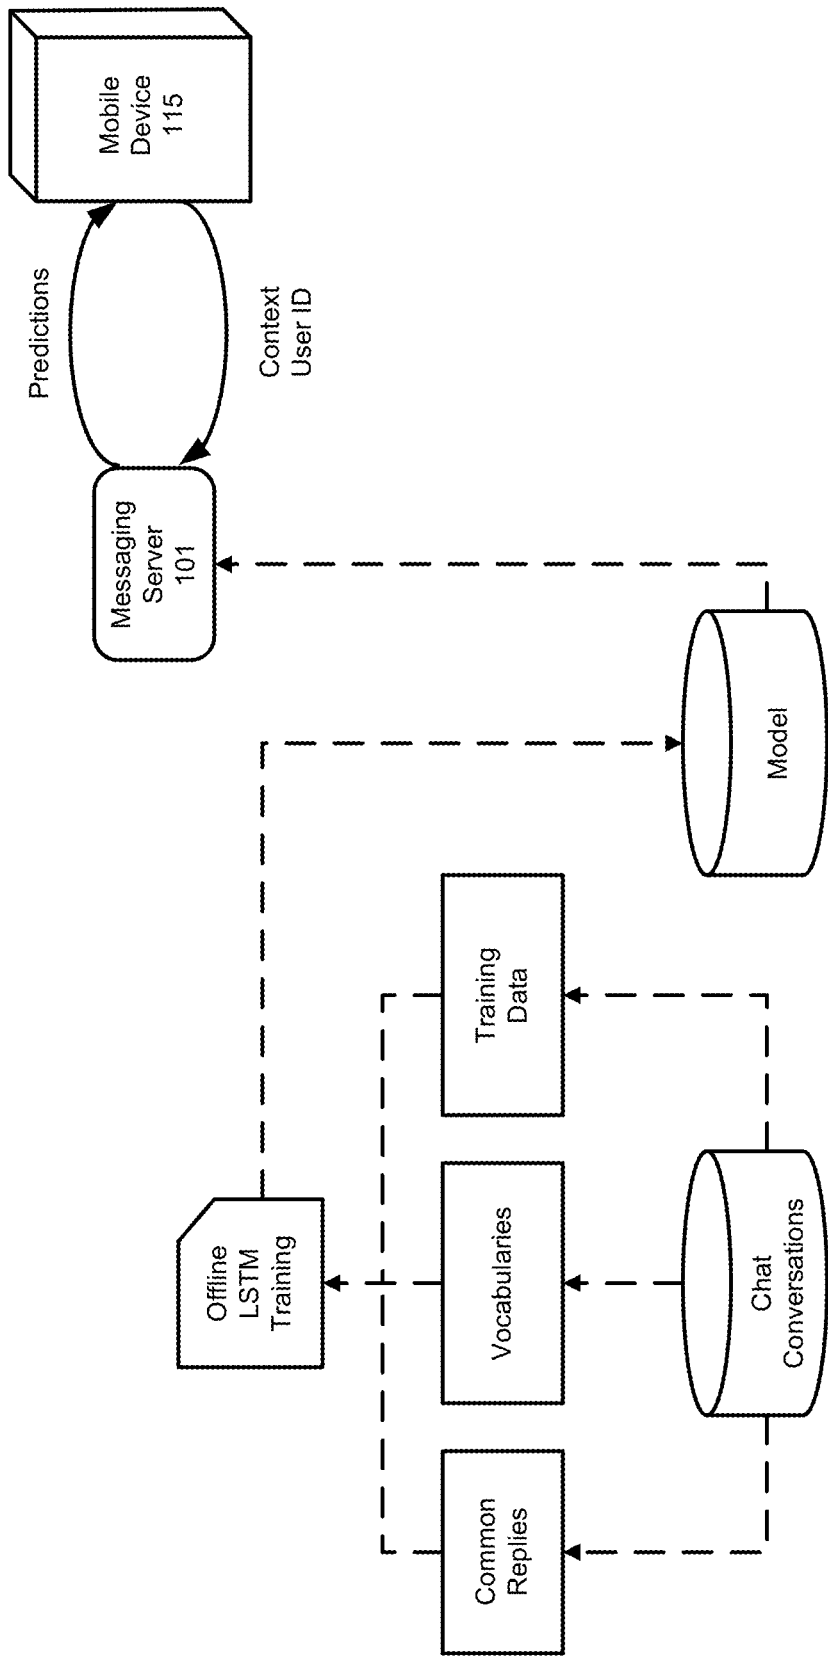 Offline
LSTM
Training
Messaging
Server
101
Predictions
Context
User ID
Mobile
Device
115
Common
Replies
Vocabularies
Training
Data
Chat
Conversations
Model